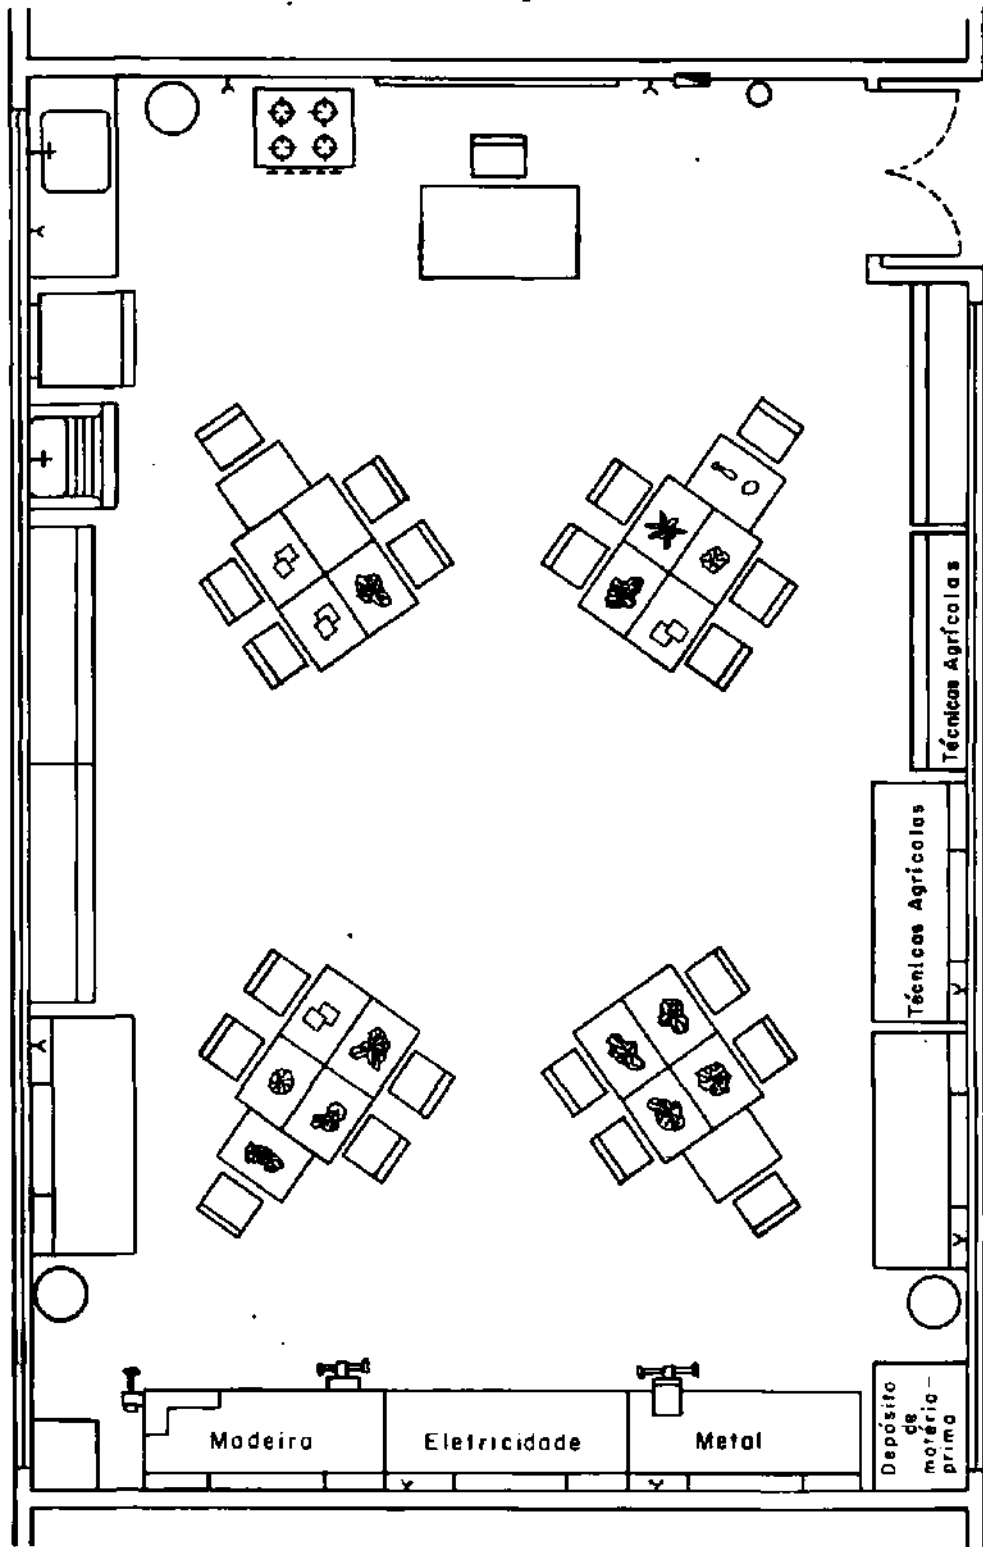 Técnicas Agrícolas
Técnicas Agrícolas
Madeira
Eletricidade
Metal
Depósito
de
matéria-
prima